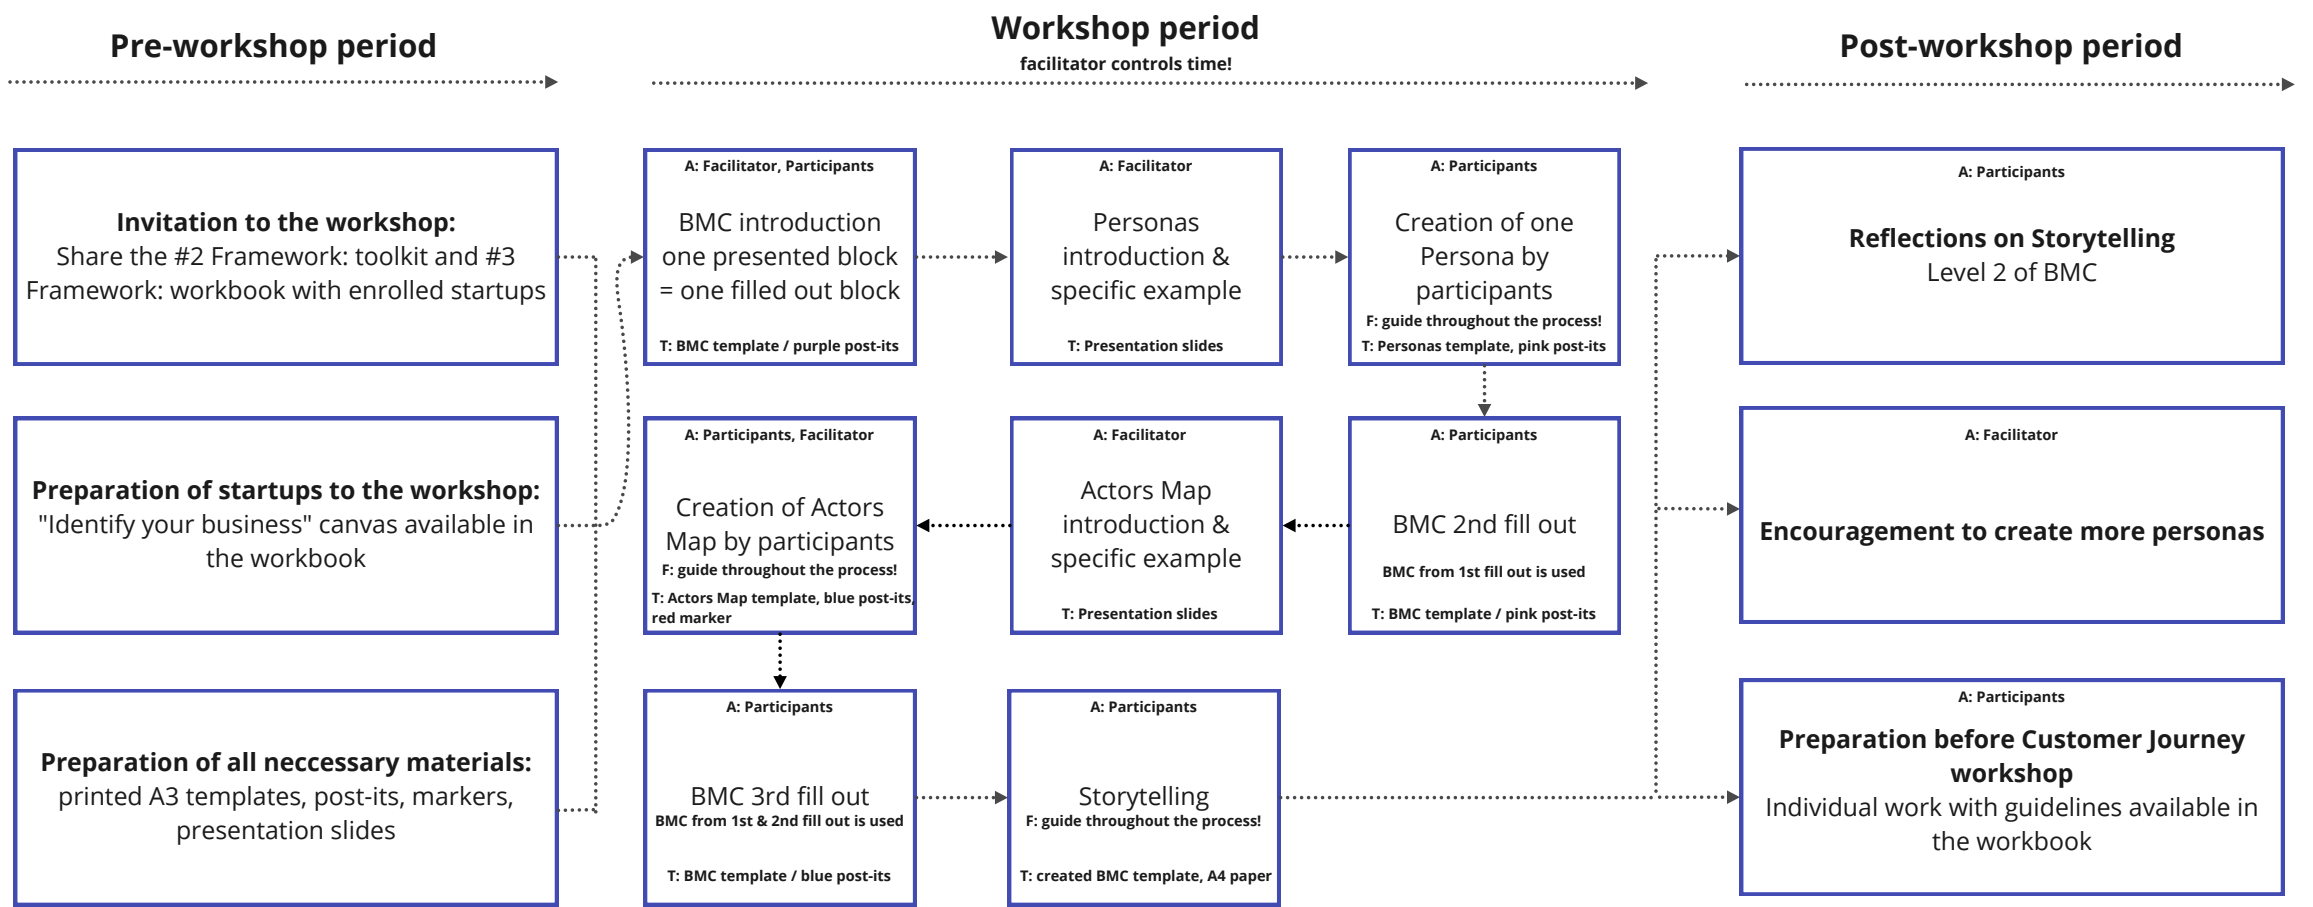 Pre-workshop period
Workshop period
facilitator controls time!
Post-workshop period
Invitation to the workshop:
Share the #2 Framework: toolkit and #3
Framework: workbook with enrolled startups
Preparation of startups to the workshop:
"Identify your business" canvas available in
the workbook
Preparation of all neccessary materials:
printed A3 templates, post-its, markers,
presentation slides
A: Facilitator, Participants
BMC introduction
one presented block
= one filled out block
T: BMC template / purple post-its
A: Facilitator
Personas
introduction &
specific example
T: Presentation slides
A: Participants
Creation of one
Persona by
participants
F: guide throughout the process!
T: Personas template, pink post-its
A: Participants
BMC 2nd fill out
BMC from 1st fill out is used
T: BMC template / pink post-its
A: Facilitator
Actors Map
introduction &
specific example
T: Presentation slides
A: Participants, Facilitator
Creation of Actors
Map by participants
F: guide throughout the process!
T: Actors Map template, blue post-its,
red marker
A: Participants
BMC 3rd fill out
BMC from 1st & 2nd fill out is used
T: BMC template / blue post-its
A: Participants
Storytelling
F: guide throughout the process!
T: created BMC template, A4 paper
A: Participants
Reflections on Storytelling
Level 2 of BMC
A: Facilitator
Encouragement to create more personas
A: Participants
Preparation before Customer Journey
workshop
Individual work with guidelines available in
the workbook